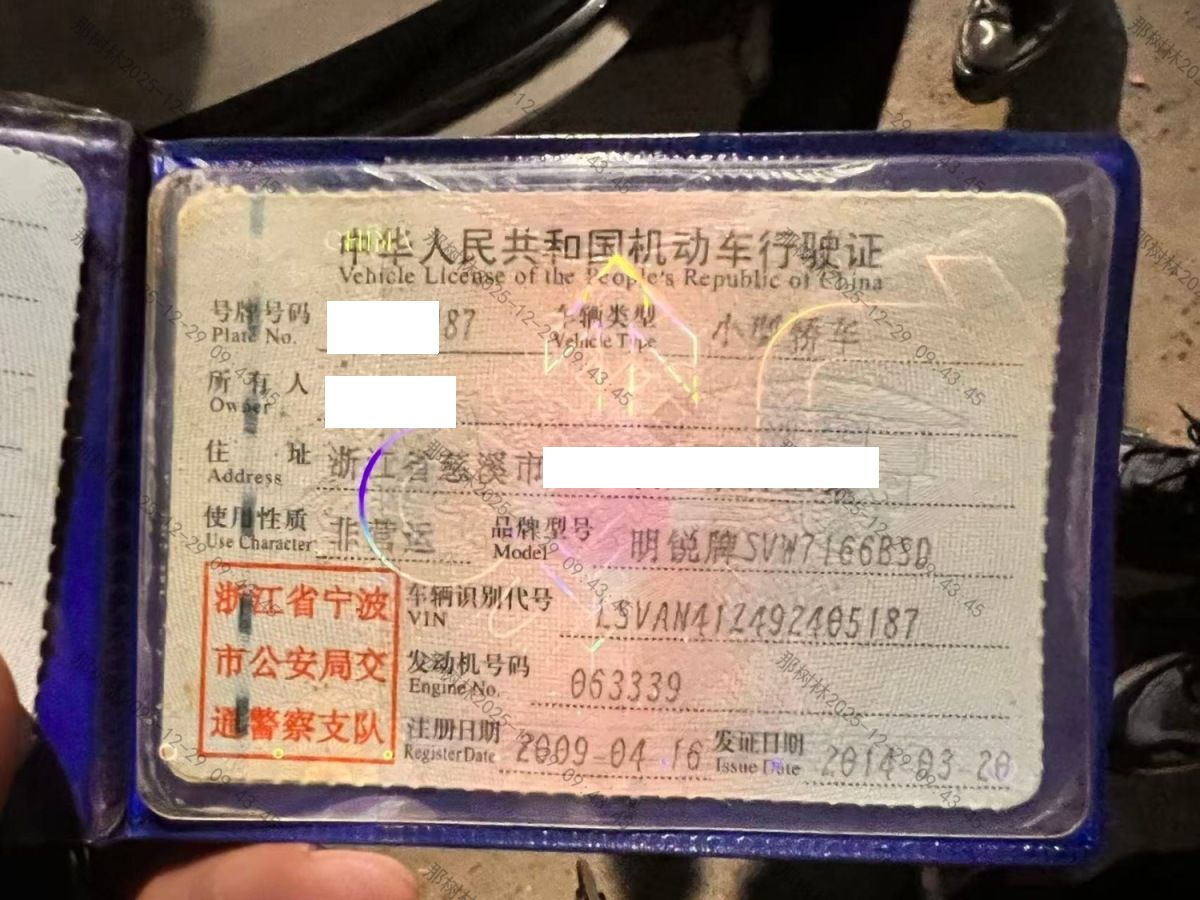 中华人民共和国机动车行驶证
Vehicle License of the People's Republic of China
号牌号码 87 车辆类型 小型轿车
Plate No. Vehicle Type
所有人
Owner
住址 浙江省慈溪市
Address
使用性质 非营运 品牌型号 明锐牌SVW7166BSD
Use Character Model
浙江省宁波
市公安局交
通警察支队
车辆识别代号 LSVAN41Z492405187
VIN
发动机号码 063339
Engine No.
注册日期 2009-04-16 发证日期 2014-03-20
Register Date Issue Date
那树林2025-12-29 09:43:45